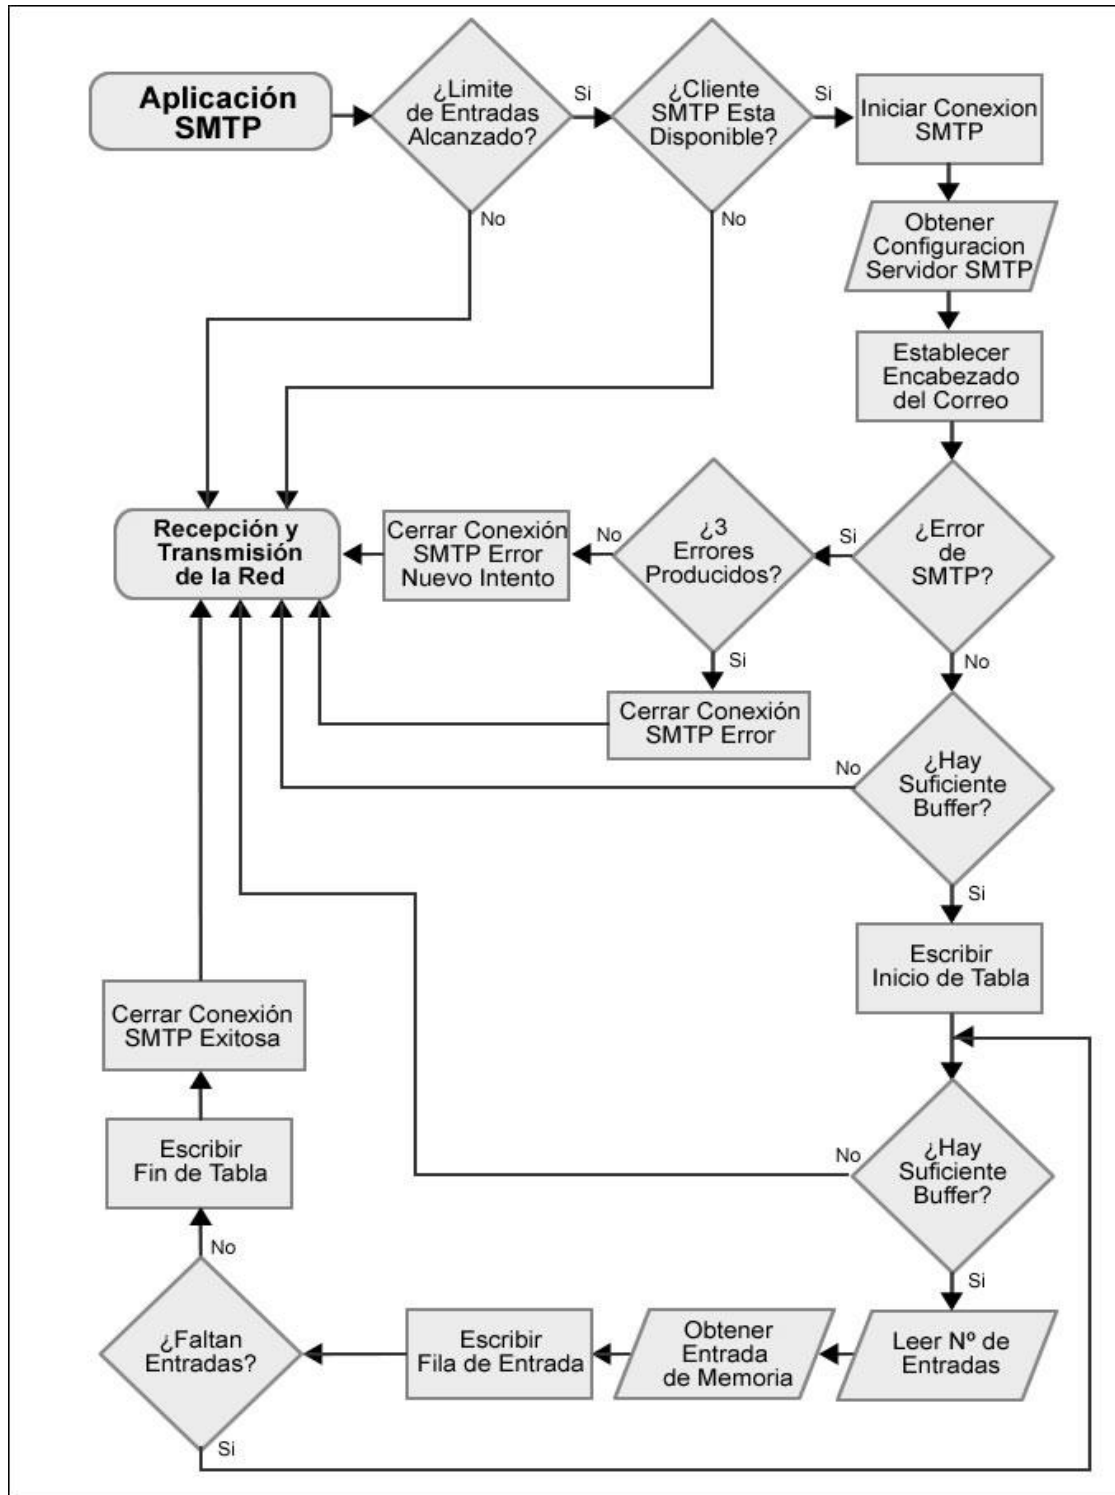 Aplicación
SMTP
¿Limite
de Entradas
Alcanzado?
Si
¿Cliente
SMTP Esta
Disponible?
Si
Iniciar Conexion
SMTP
No
No
Obtener
Configuracion
Servidor SMTP
Establecer
Encabezado
del Correo
Recepción y
Transmisión
de la Red
Cerrar Conexión
SMTP Error
Nuevo Intento
No
¿3
Errores
Producidos?
Si
¿Error
de
SMTP?
Si
No
Cerrar Conexión
SMTP Error
No
¿Hay
Suficiente
Buffer?
Si
Escribir
Inicio de Tabla
Cerrar Conexión
SMTP Exitosa
Escribir
Fin de Tabla
No
¿Hay
Suficiente
Buffer?
No
Si
¿Faltan
Entradas?
Escribir
Fila de Entrada
Obtener
Entrada
de Memoria
Leer Nº de
Entradas
Si